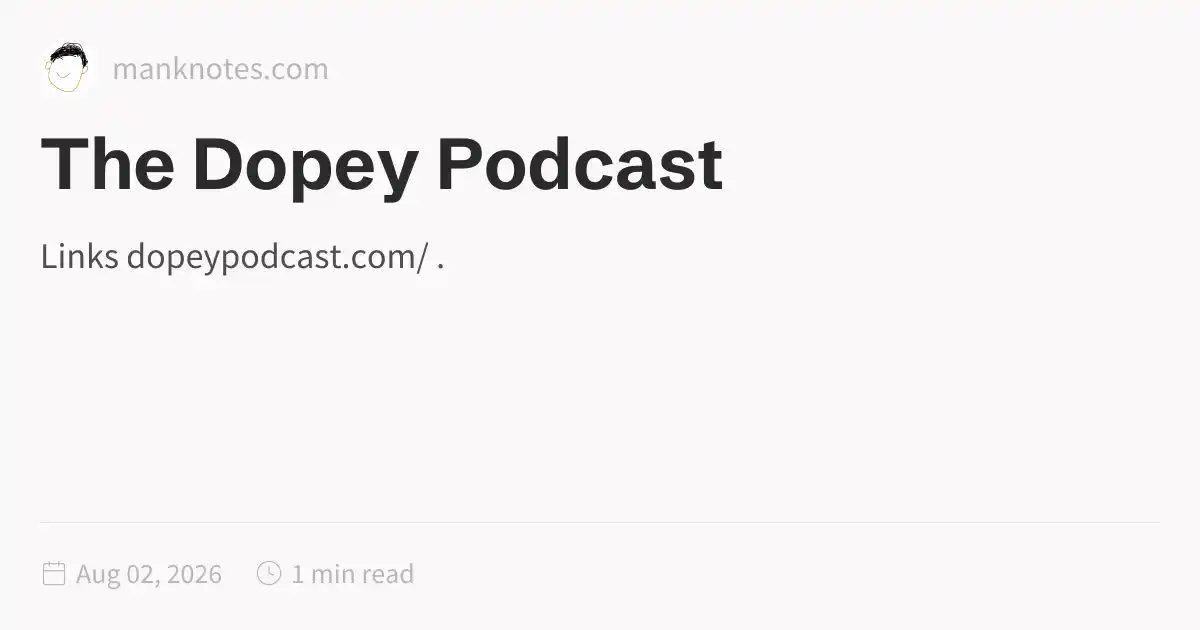 manknotes.com
The Dopey Podcast
Links dopeypodcast.com/ .
Aug 02, 2026 1 min read